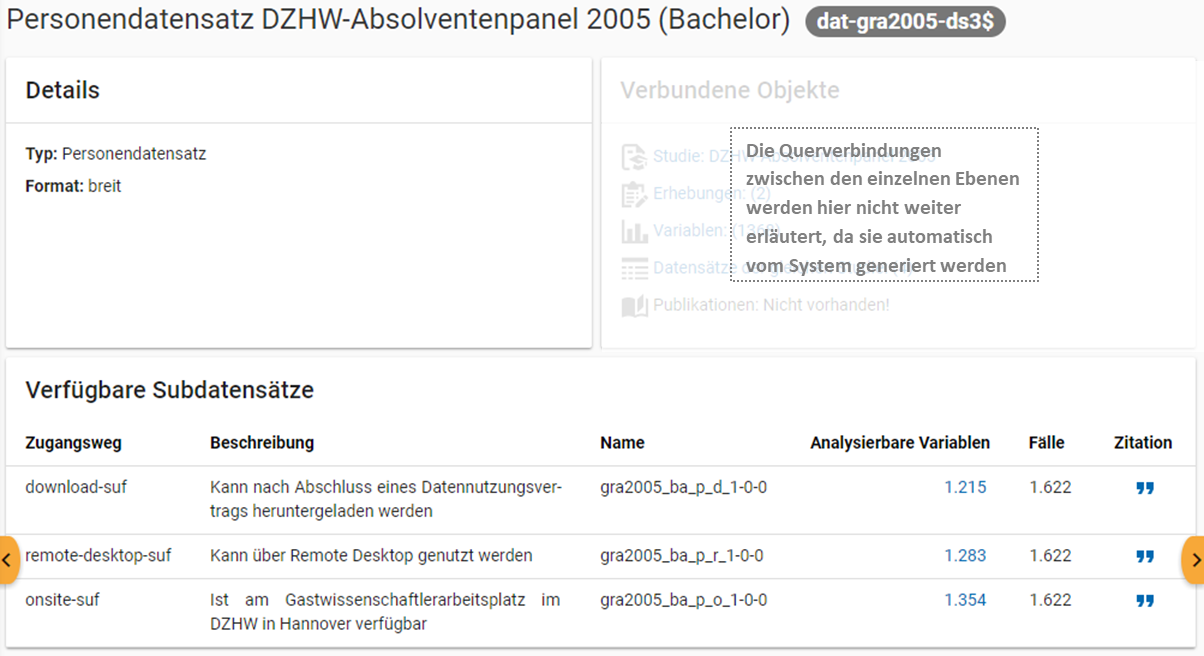 Personendatensatz DZHW-Absolventenpanel 2005 (Bachelor) dat-gra2005-ds3$
Details
Typ: Personendatensatz
Format: breit
Verbundene Objekte
Studie: DZHW-Absolventenpanel 2005
Erhebungen: (2)
Variablen:
Datensätze
Publikationen: Nicht vorhanden!
Die Querverbindungen
zwischen den einzelnen Ebenen
werden hier nicht weiter
erläutert, da sie automatisch
vom System generiert werden
Verfügbare Subdatensätze
Zugangsweg Beschreibung Name Analysierbare Variablen Fälle Zitation
download-suf Kann nach Abschluss eines Datennutzungsver- gra2005_ba_p_d_1-0-0 1.215 1.622
trags heruntergeladen werden
remote-desktop-suf Kann über Remote Desktop genutzt werden gra2005_ba_p_r_1-0-0 1.283 1.622
onsite-suf Ist am Gastwissenschaftlerarbeitsplatz im gra2005_ba_p_o_1-0-0 1.354 1.622
DZHW in Hannover verfügbar